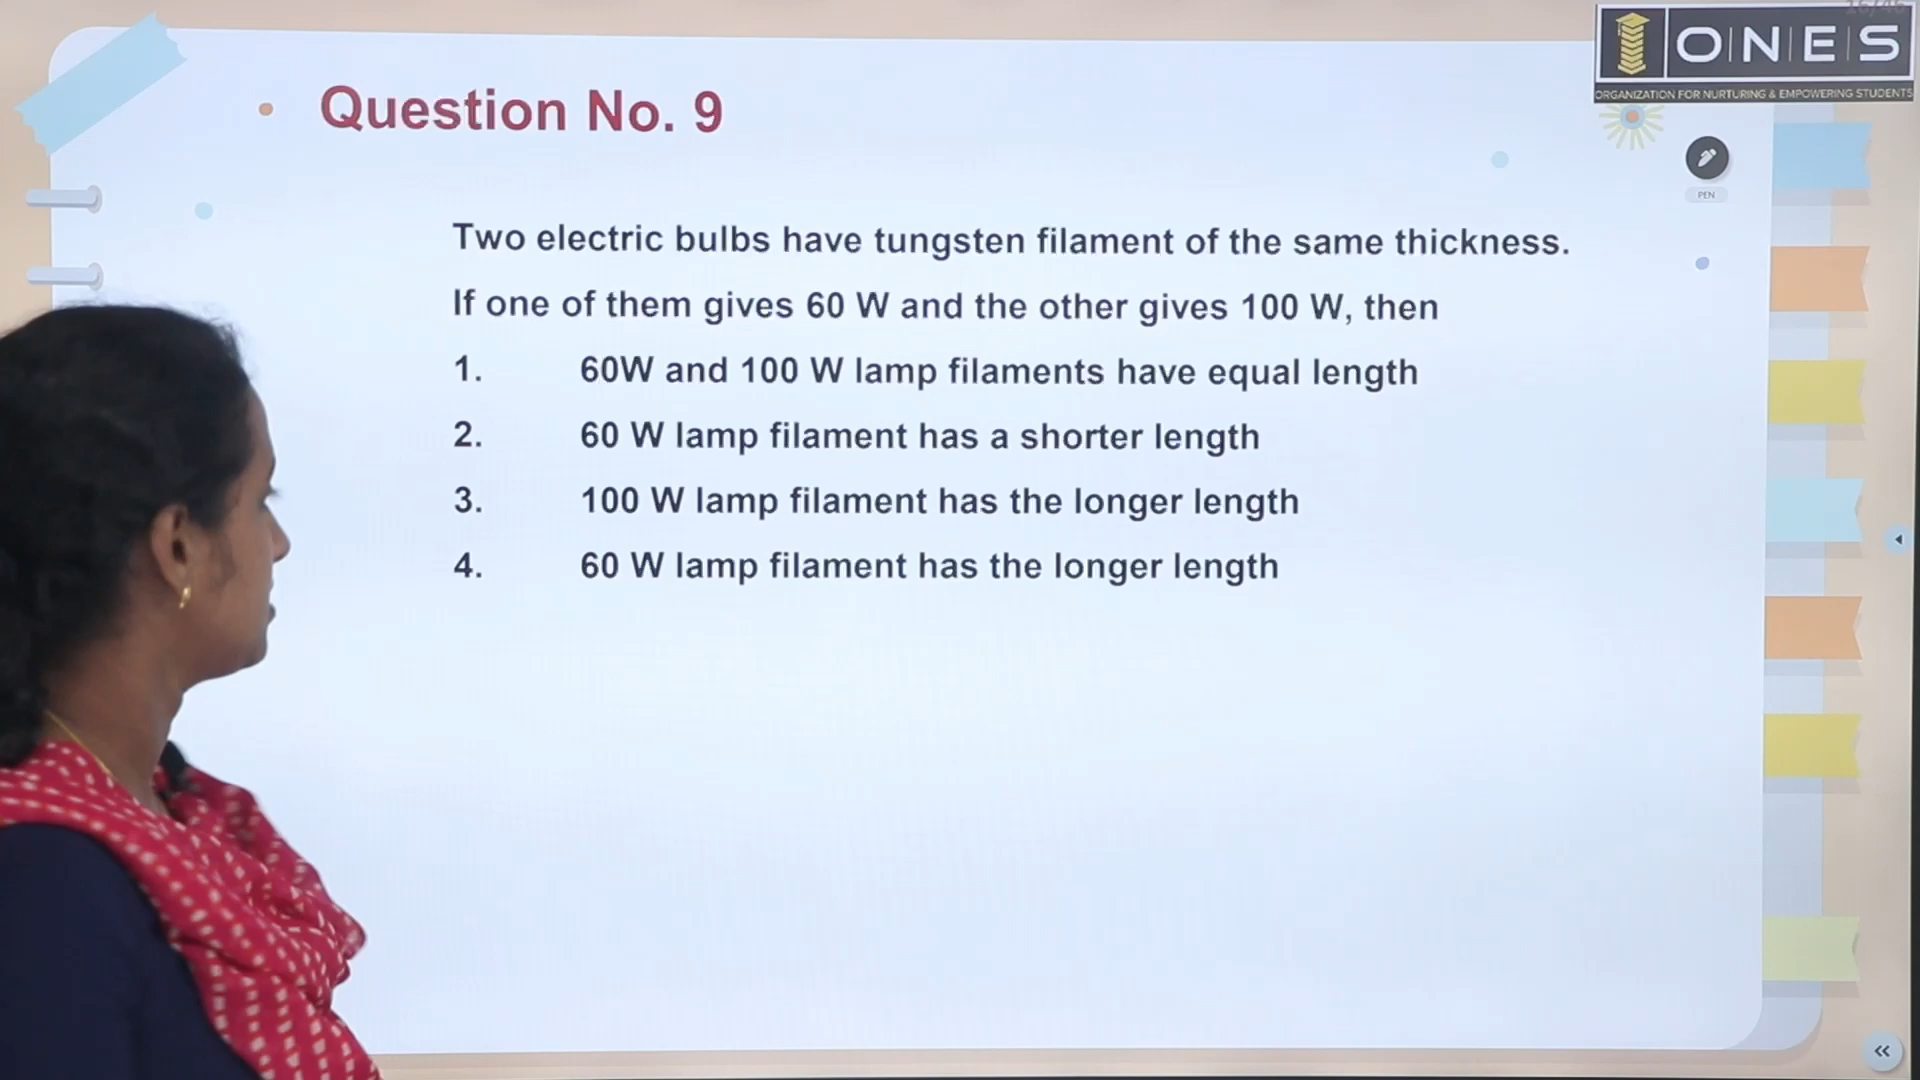 ONES
ORGANIZATION FOR NURTURING & EMPOWERING STUDENTS
• Question No. 9
PEN
Two electric bulbs have tungsten filament of the same thickness.
If one of them gives 60 W and the other gives 100 W, then
1. 60W and 100 W lamp filaments have equal length
2. 60 W lamp filament has a shorter length
3. 100 W lamp filament has the longer length
4. 60 W lamp filament has the longer length